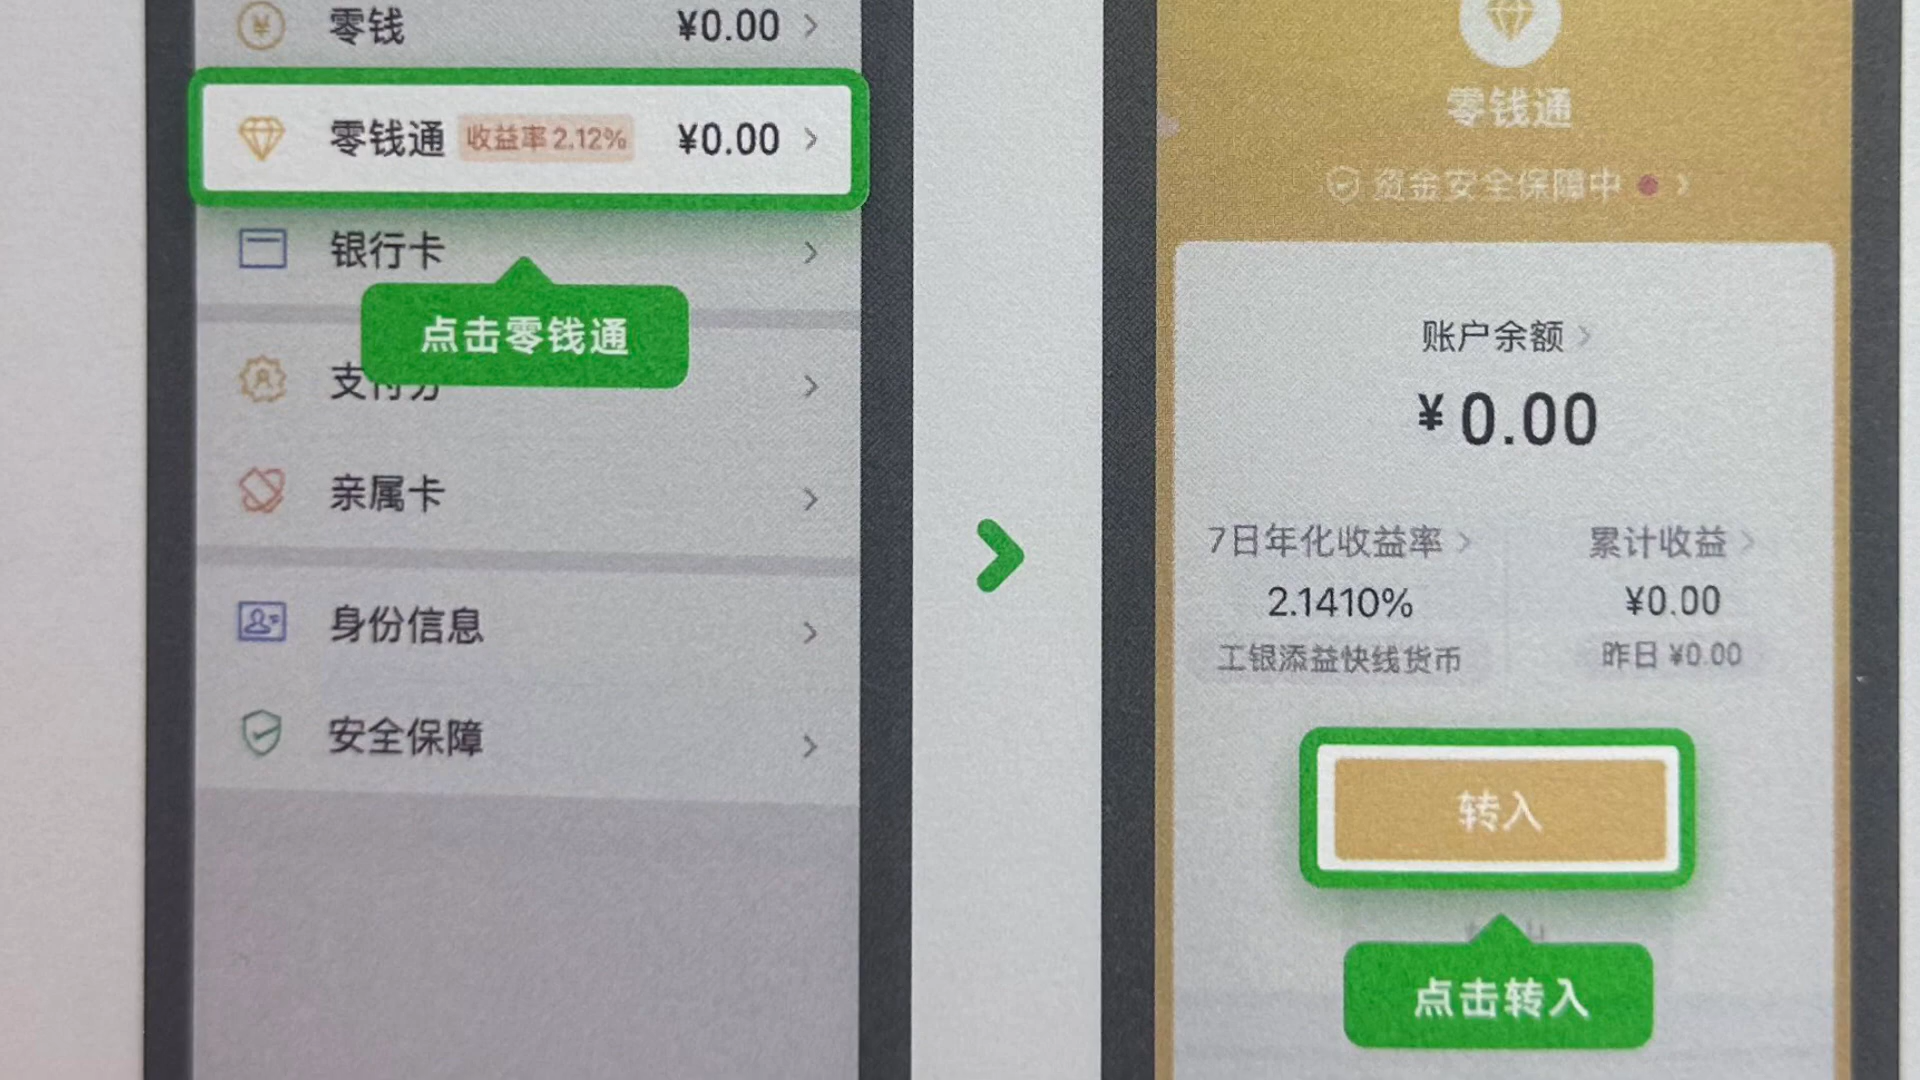 零钱 ¥0.00
零钱通 收益率2.12% ¥0.00
银行卡
点击零钱通
支付分
亲属卡
身份信息
安全保障
零钱通
资金安全保障中
账户余额
¥0.00
7日年化收益率 累计收益
2.1410% ¥0.00
工银添益快线货币 昨日 ¥0.00
转入
点击转入